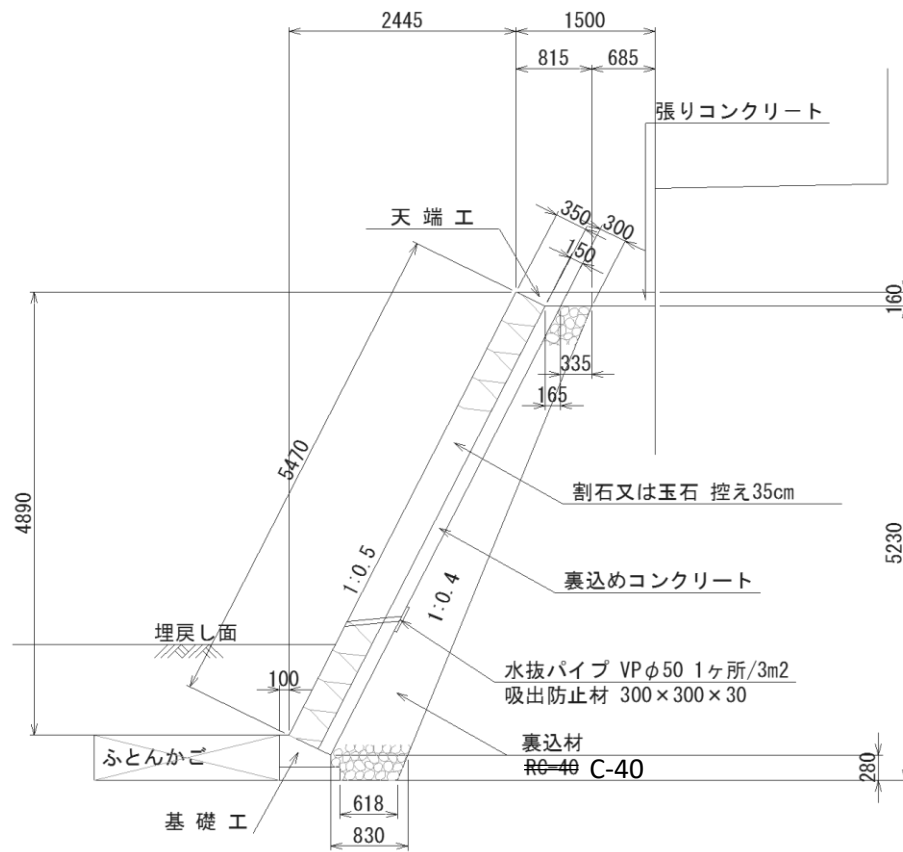 2445
1500
815
685
張りコンクリート
天 端 工
350
300
150
160
335
165
5470
4890
割石又は玉石 控え35cm
5230
1:0.5
裏込めコンクリート
1:0.4
埋戻し面
水抜パイプ VPφ50 1ヶ所/3m2
吸出防止材 300×300×30
100
裏込材
ふとんかご
RC-40 C-40
280
618
基 礎 工
830